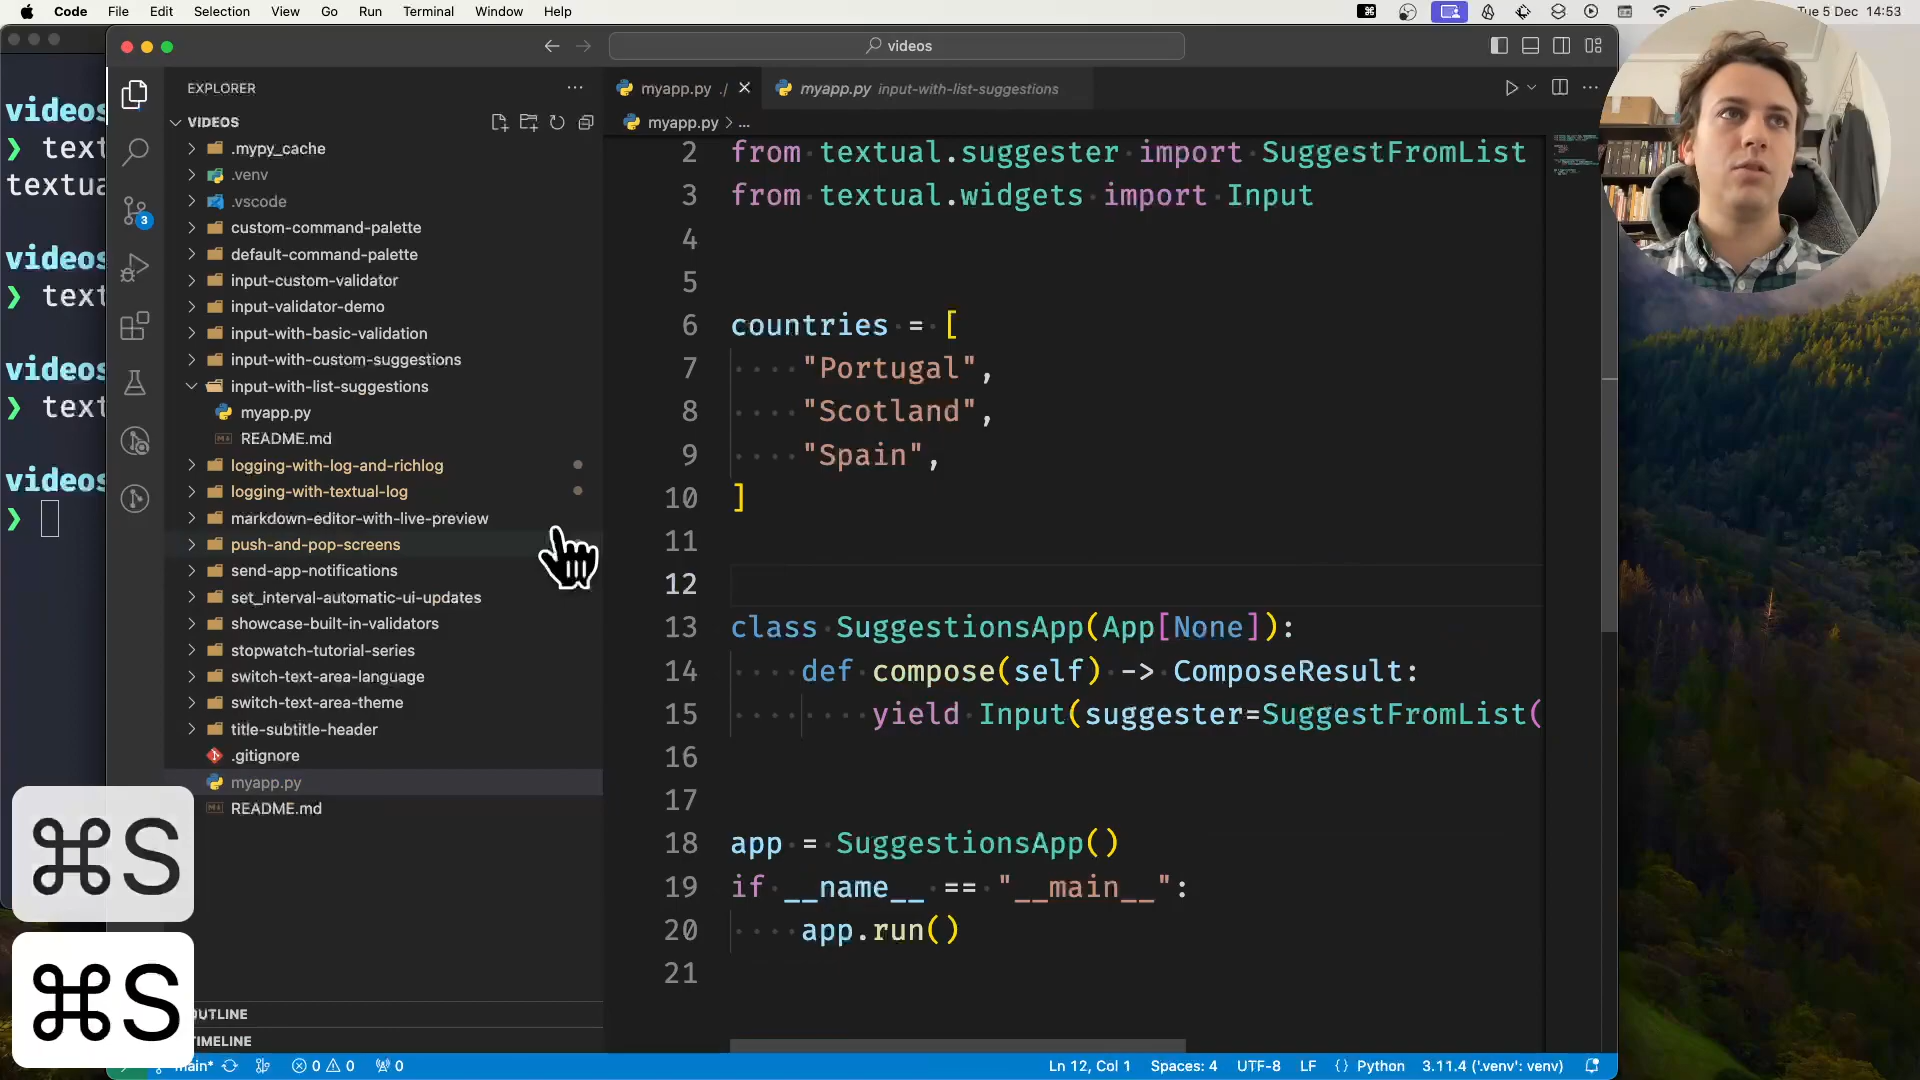 Code File Edit Selection View Go Run Terminal Window Help
Tue 5 Dec 14:53
videos
EXPLORER
VIDEOS
.mypy_cache
.venv
.vscode
custom-command-palette
default-command-palette
input-custom-validator
input-validator-demo
input-with-basic-validation
input-with-custom-suggestions
input-with-list-suggestions
myapp.py
README.md
logging-with-log-and-richlog
logging-with-textual-log
markdown-editor-with-live-preview
push-and-pop-screens
send-app-notifications
set_interval-automatic-ui-updates
showcase-built-in-validators
stopwatch-tutorial-series
switch-text-area-language
switch-text-area-theme
title-subtitle-header
.gitignore
myapp.py
README.md
OUTLINE
TIMELINE
3
videos
❯ text
textua
videos
❯ text
videos
❯ text
videos
❯
⌘S
⌘S
myapp.py ./
myapp.py input-with-list-suggestions
myapp.py > ...
2 from textual.suggester import SuggestFromList
3 from textual.widgets import Input
4
5
6 countries = [
7 "Portugal",
8 "Scotland",
9 "Spain",
10 ]
11
12
13 class SuggestionsApp(App[None]):
14 def compose(self) -> ComposeResult:
15 yield Input(suggester=SuggestFromList(
16
17
18 app = SuggestionsApp()
19 if __name__ == "__main__":
20 app.run()
21
main* 0 0 0 Ln 12, Col 1 Spaces: 4 UTF-8 LF {} Python 3.11.4 ('.venv': venv)